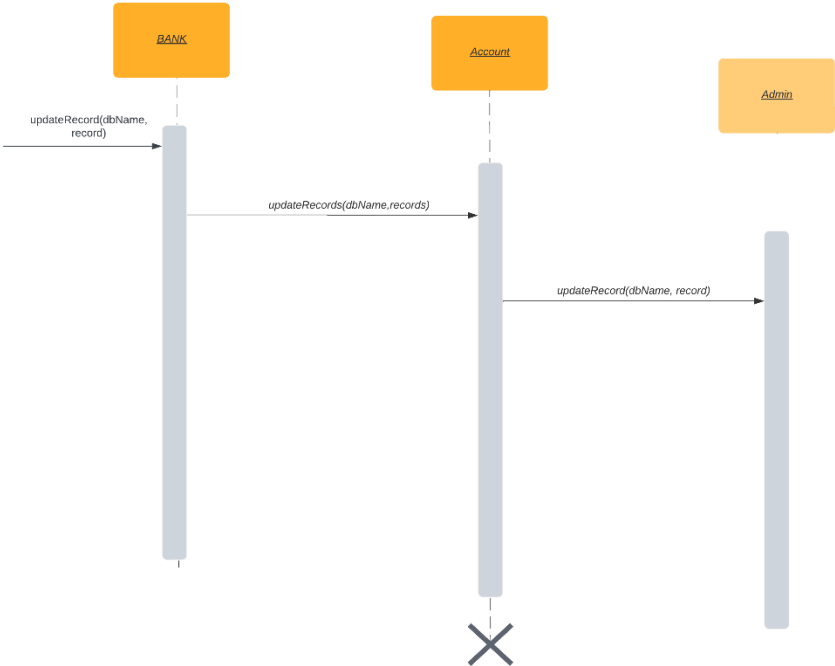 BANK
Account
Admin
updateRecord(dbName,
record)
updateRecords(dbName,records)
updateRecord(dbName, record)